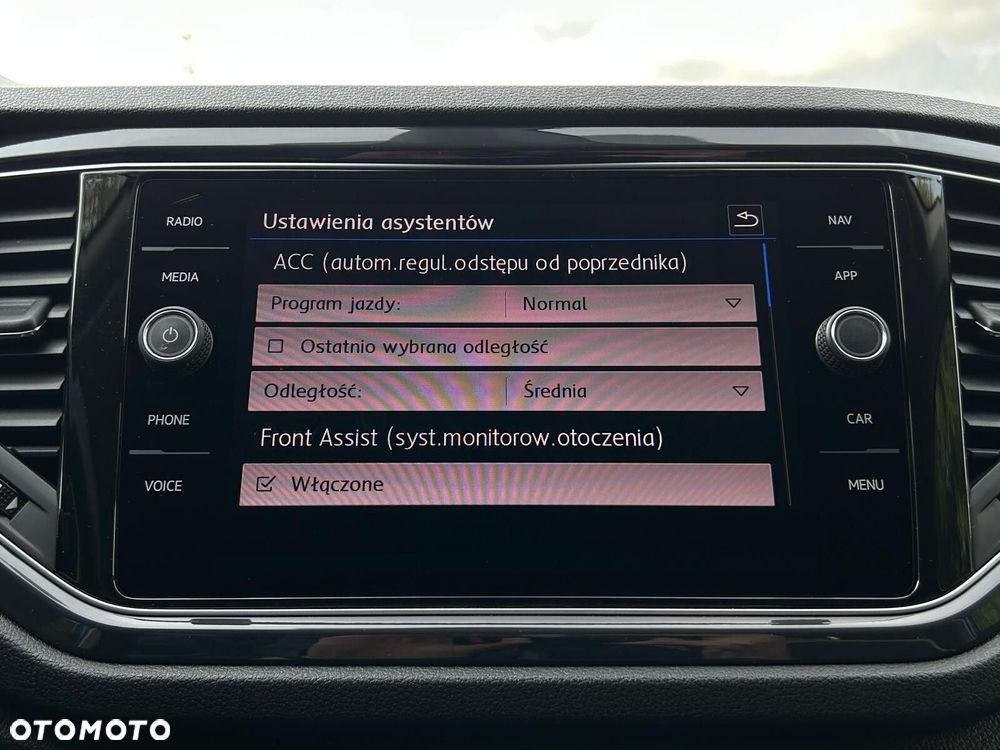 RADIO
MEDIA
PHONE
VOICE
Ustawienia asystentów
ACC (autom.regul.odstępu od poprzednika)
Program jazdy: Normal
Ostatnio wybrana odległość
Odległość: Średnia
Front Assist (syst.monitorow.otoczenia)
Włączone
NAV
APP
CAR
MENU
OTOMOTO